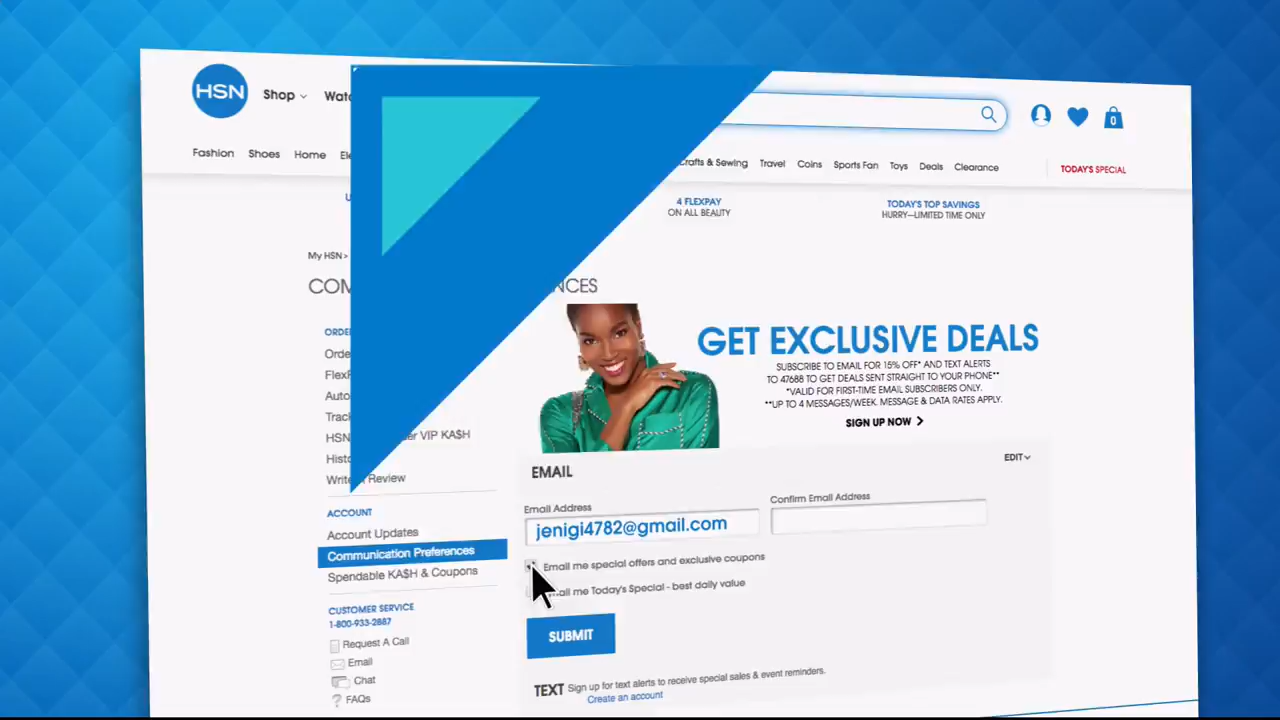 HSN
Shop
Fashion Shoes Home
Crafts & Sewing Travel Coins Sports Fan Toys Deals Clearance
TODAY'S SPECIAL
0
4 FLEXPAY
ON ALL BEAUTY
TODAY'S TOP SAVINGS
HURRY—LIMITED TIME ONLY
My HSN >
GET EXCLUSIVE DEALS
SUBSCRIBE TO EMAIL FOR 15% OFF* AND TEXT ALERTS
TO 47688 TO GET DEALS SENT STRAIGHT TO YOUR PHONE**
*VALID FOR FIRST-TIME EMAIL SUBSCRIBERS ONLY.
**UP TO 4 MESSAGES/WEEK. MESSAGE & DATA RATES APPLY.
SIGN UP NOW
HSN VIP KA$H
Review
ACCOUNT
Account Updates
Communication Preferences
Spendable KA$H & Coupons
CUSTOMER SERVICE
1-800-933-2887
Request A Call
Email
Chat
FAQs
EMAIL
EDIT
Email Address
Confirm Email Address
jenigi4782@gmail.com
Email me special offers and exclusive coupons
me Today's Special - best daily value
SUBMIT
TEXT Sign up for text alerts to receive special sales & event reminders.
Create an account